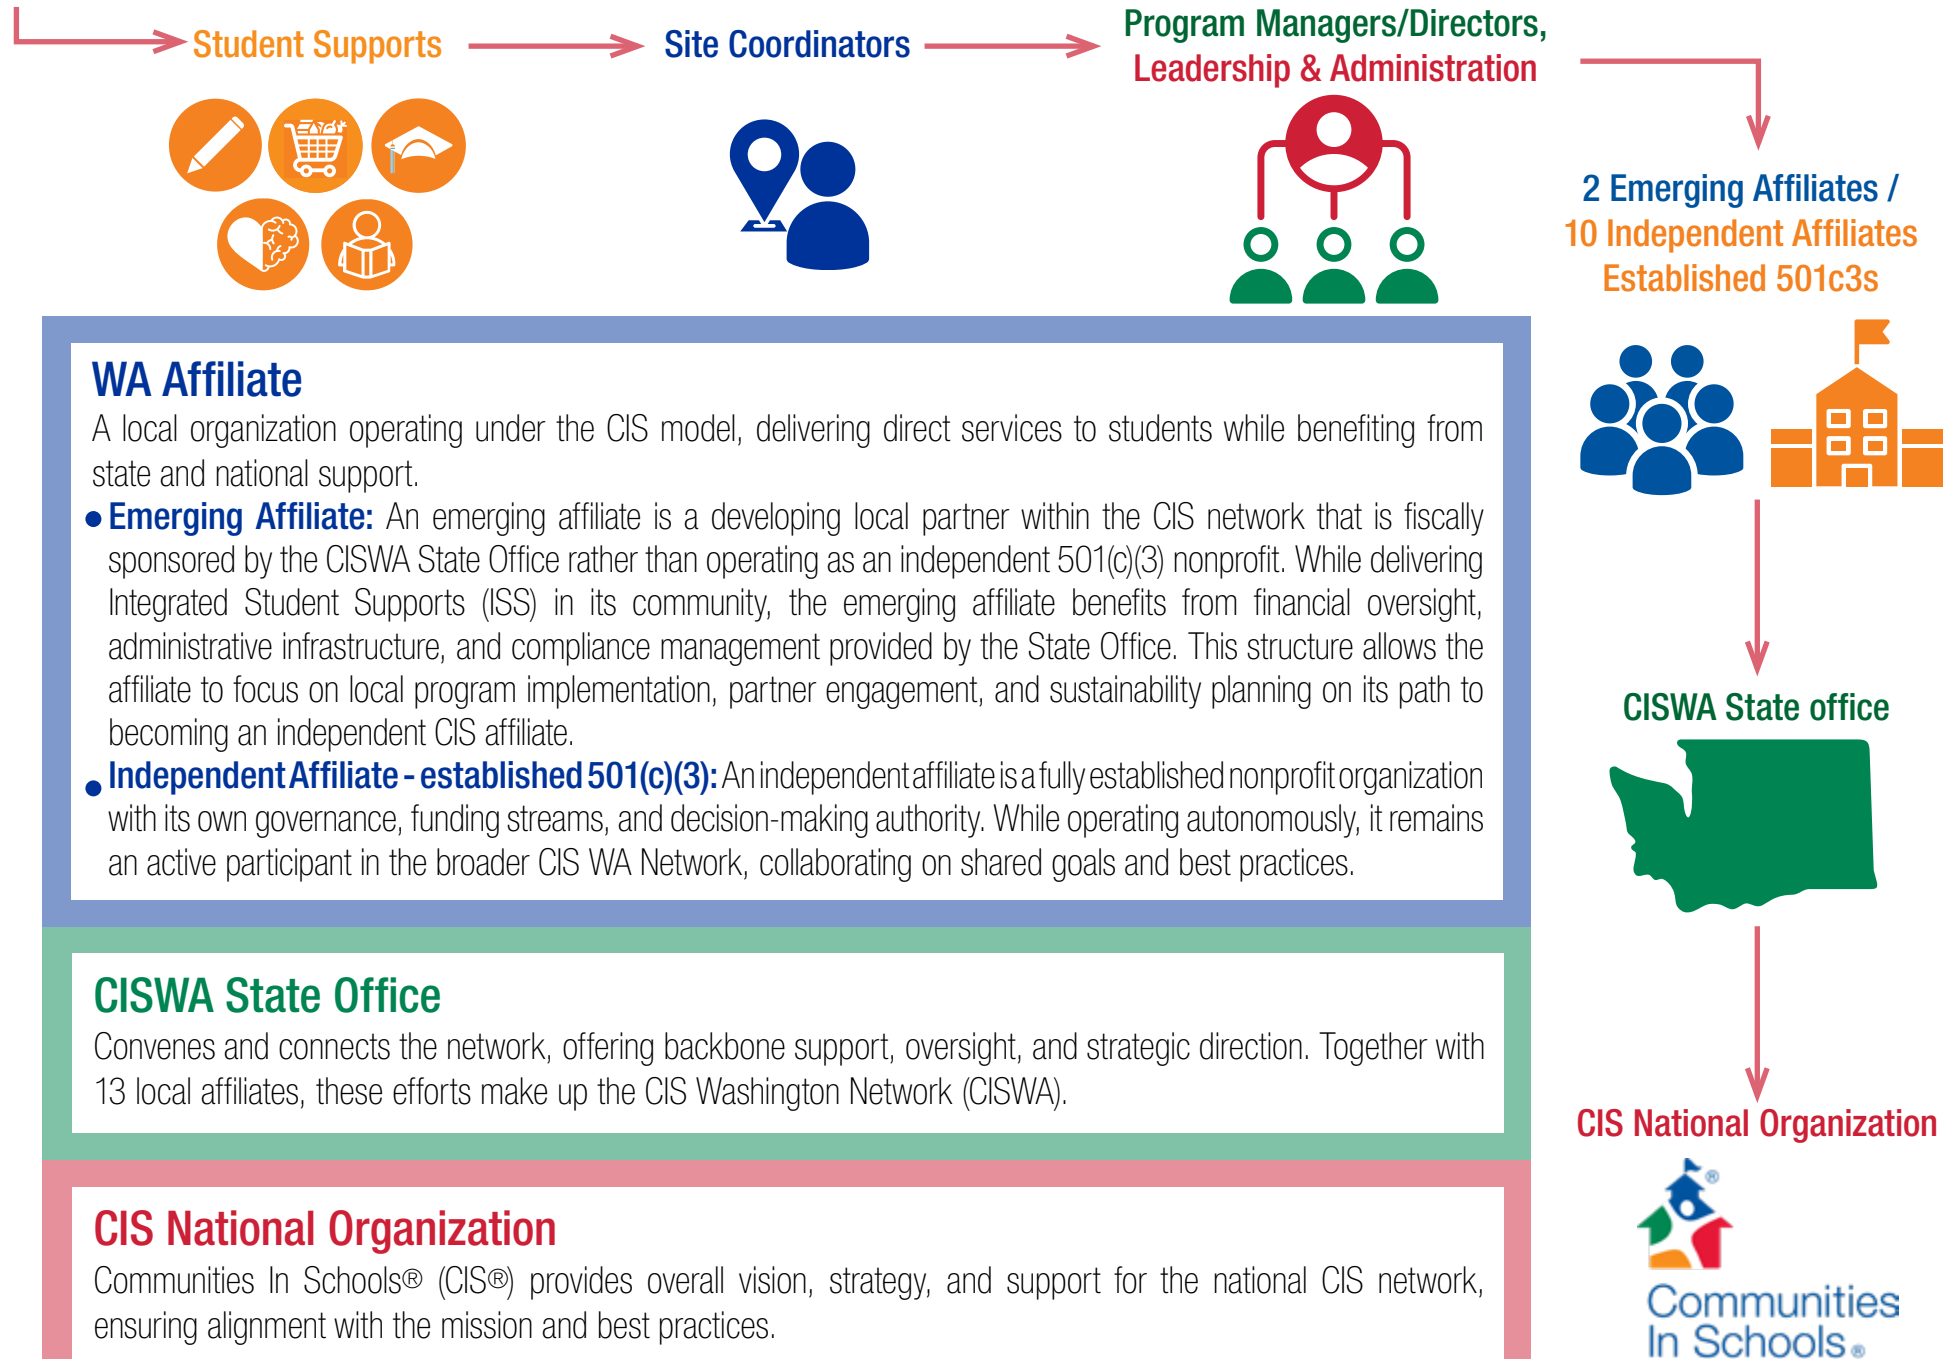 Student Supports
Site Coordinators
Program Managers/Directors,
Leadership & Administration
2 Emerging Affiliates /
10 Independent Affiliates
Established 501c3s
WA Affiliate
A local organization operating under the CIS model, delivering direct services to students while benefiting from
state and national support.
• Emerging Affiliate: An emerging affiliate is a developing local partner within the CIS network that is fiscally
sponsored by the CISWA State Office rather than operating as an independent 501(c)(3) nonprofit. While delivering
Integrated Student Supports (ISS) in its community, the emerging affiliate benefits from financial oversight,
administrative infrastructure, and compliance management provided by the State Office. This structure allows the
affiliate to focus on local program implementation, partner engagement, and sustainability planning on its path to
becoming an independent CIS affiliate.
• Independent Affiliate - established 501(c)(3): An independent affiliate is a fully established nonprofit organization
with its own governance, funding streams, and decision-making authority. While operating autonomously, it remains
an active participant in the broader CIS WA Network, collaborating on shared goals and best practices.
CISWA State office
CISWA State Office
Convenes and connects the network, offering backbone support, oversight, and strategic direction. Together with
13 local affiliates, these efforts make up the CIS Washington Network (CISWA).
CIS National Organization
CIS National Organization
Communities In Schools® (CIS®) provides overall vision, strategy, and support for the national CIS network,
ensuring alignment with the mission and best practices.
®
Communities
In Schools®